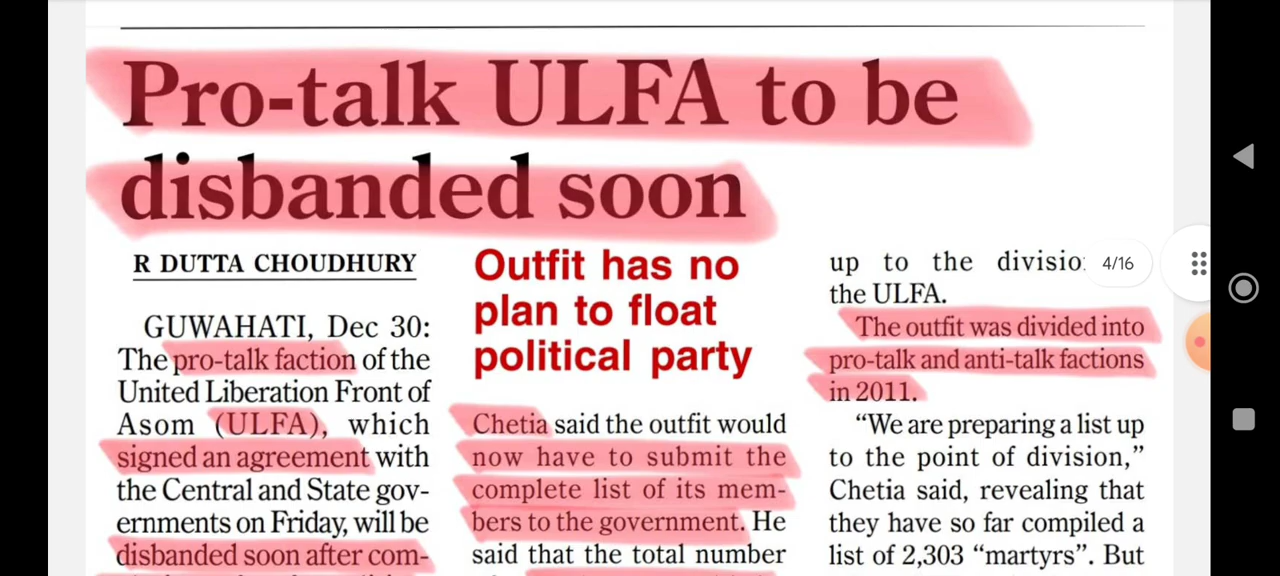 Pro-talk ULFA to be
disbanded soon
R DUTTA CHOUDHURY
GUWAHATI, Dec 30:
The pro-talk faction of the
United Liberation Front of
Asom (ULFA), which
signed an agreement with
the Central and State gov-
ernments on Friday, will be
disbanded soon after com-
Outfit has no
plan to float
political party
Chetia said the outfit would
now have to submit the
complete list of its mem-
bers to the government. He
said that the total number
up to the divisio
the ULFA.
The outfit was divided into
pro-talk and anti-talk factions
in 2011.
“We are preparing a list up
to the point of division,”
Chetia said, revealing that
they have so far compiled a
list of 2,303 “martyrs”. But
4/16